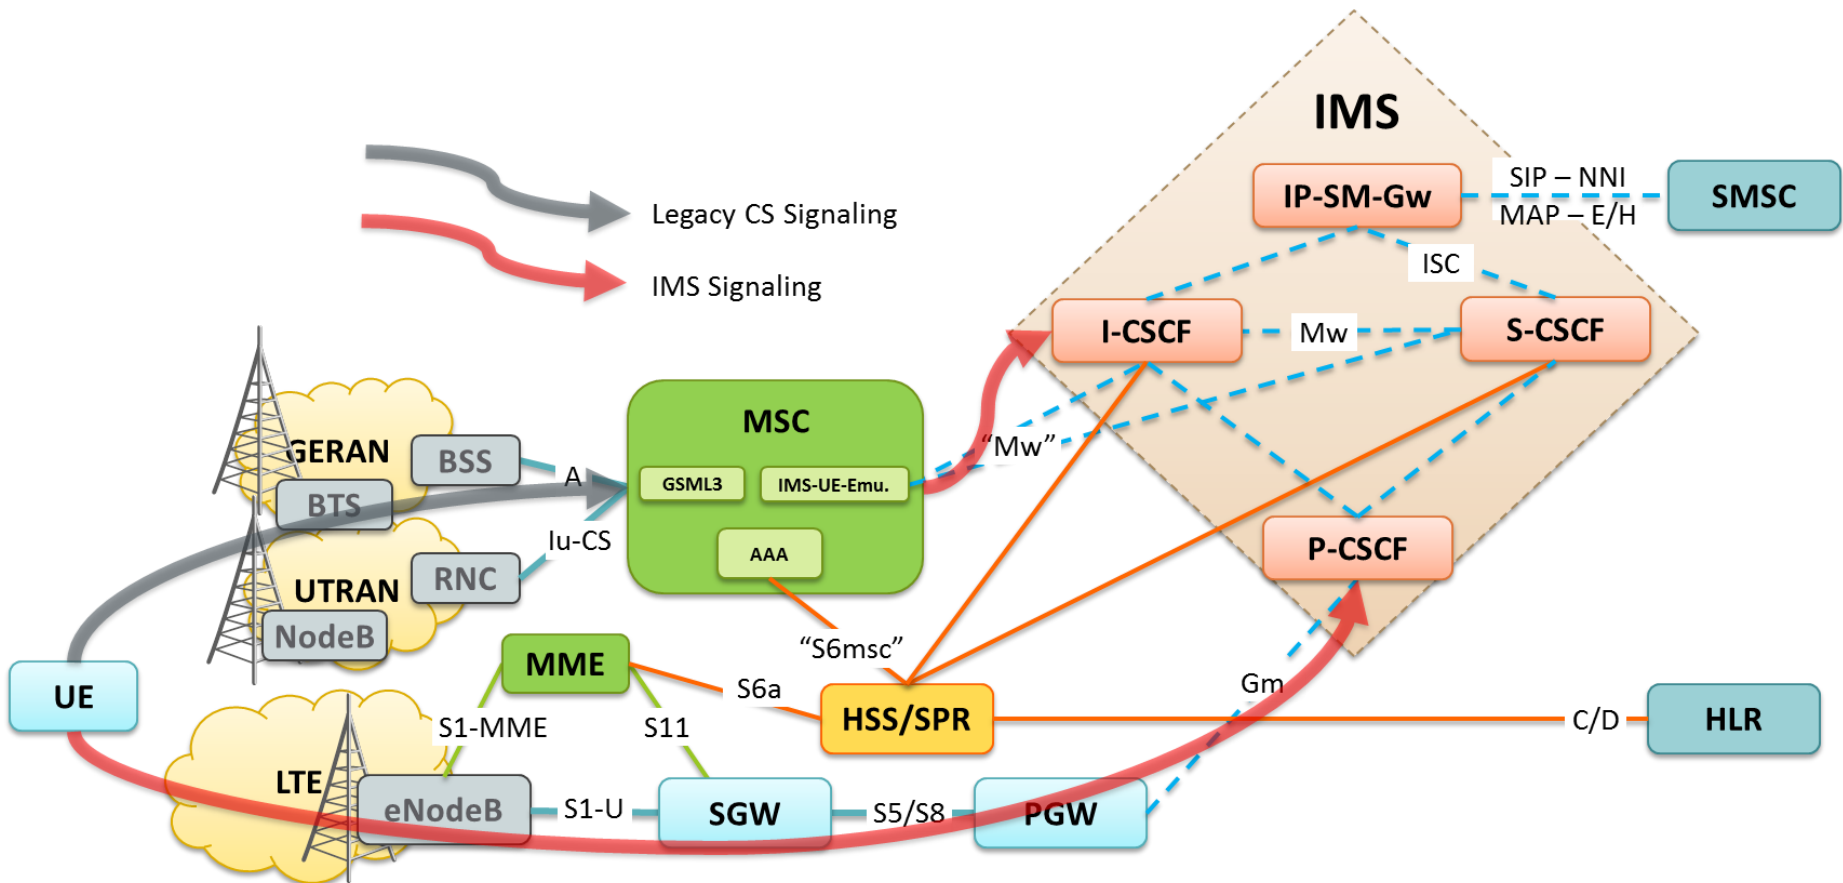 IMS
IP-SM-Gw
SIP – NNI
MAP – E/H
SMSC
Legacy CS Signaling
IMS Signaling
ISC
I-CSCF
Mw
S-CSCF
MSC
GERAN
BSS
A
BTS
GSML3
IMS-UE-Emu.
“Mw”
Iu-CS
AAA
P-CSCF
UTRAN
RNC
NodeB
“S6msc”
MME
S6a
Gm
UE
HSS/SPR
C/D
HLR
S1-MME
S11
LTE
eNodeB
S1-U
SGW
S5/S8
PGW